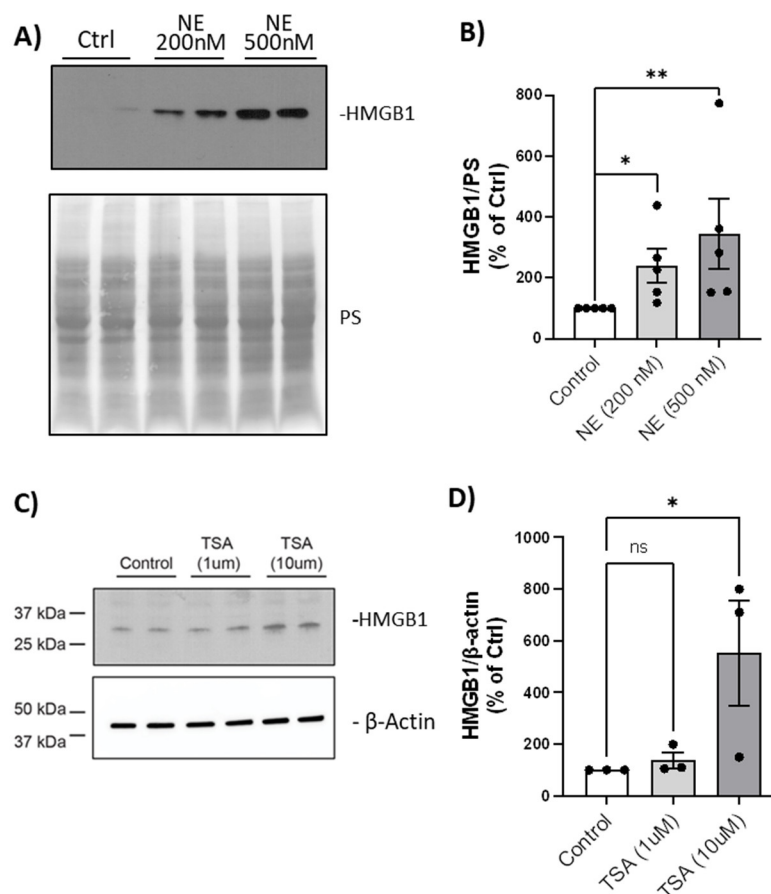 A)
Ctrl
NE
200nM
NE
500nM
-HMGB1
PS
B)
HMGB1/PS
(% of Ctrl)
800
600
400
200
0
*
**
Control
NE (200 nM)
NE (500 nM)
C)
Control
TSA
(1um)
TSA
(10um)
37 kDa
25 kDa
-HMGB1
50 kDa
37 kDa
- β-Actin
D)
HMGB1/β-actin
(% of Ctrl)
1000
800
600
400
200
0
ns
*
Control
TSA (1uM)
TSA (10uM)